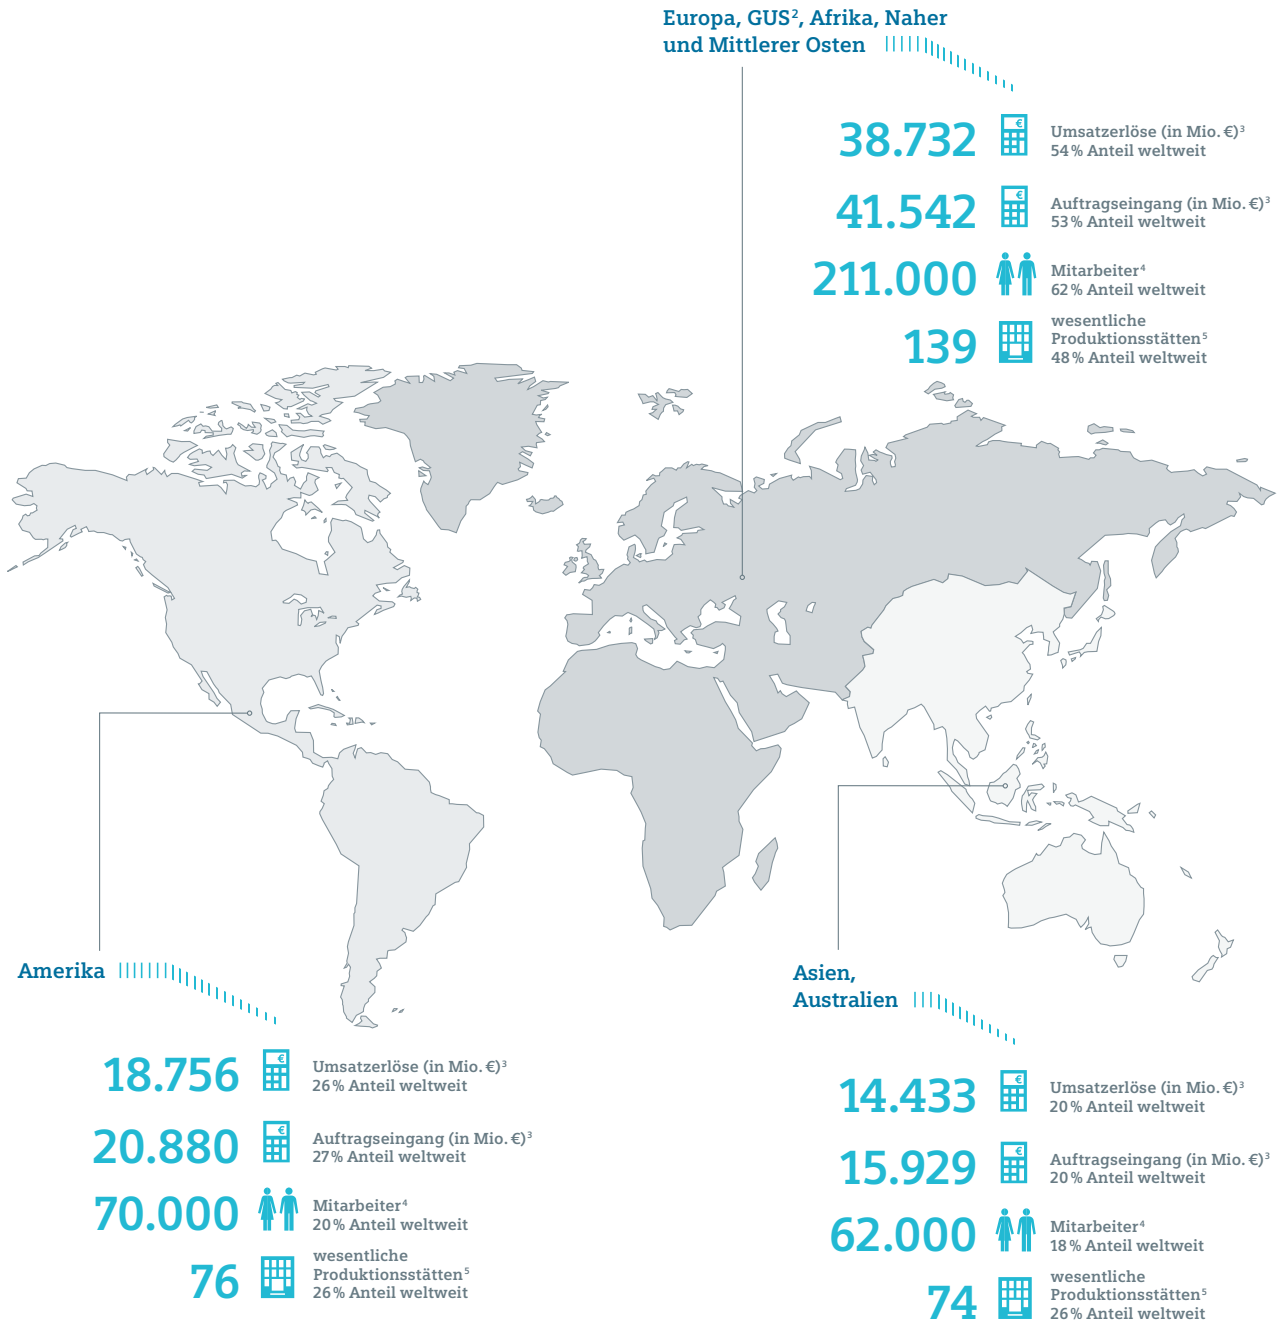 Europa, GUS², Afrika, Naher
und Mittlerer Osten
38.732
Umsatzerlöse (in Mio. €)³
54 % Anteil weltweit
41.542
Auftragseingang (in Mio. €)³
53 % Anteil weltweit
211.000
Mitarbeiter⁴
62 % Anteil weltweit
139
wesentliche
Produktionsstätten⁵
48 % Anteil weltweit
Amerika
18.756
Umsatzerlöse (in Mio. €)³
26 % Anteil weltweit
20.880
Auftragseingang (in Mio. €)³
27 % Anteil weltweit
70.000
Mitarbeiter⁴
20 % Anteil weltweit
76
wesentliche
Produktionsstätten⁵
26 % Anteil weltweit
Asien,
Australien
14.433
Umsatzerlöse (in Mio. €)³
20 % Anteil weltweit
15.929
Auftragseingang (in Mio. €)³
20 % Anteil weltweit
62.000
Mitarbeiter⁴
18 % Anteil weltweit
74
wesentliche
Produktionsstätten⁵
26 % Anteil weltweit